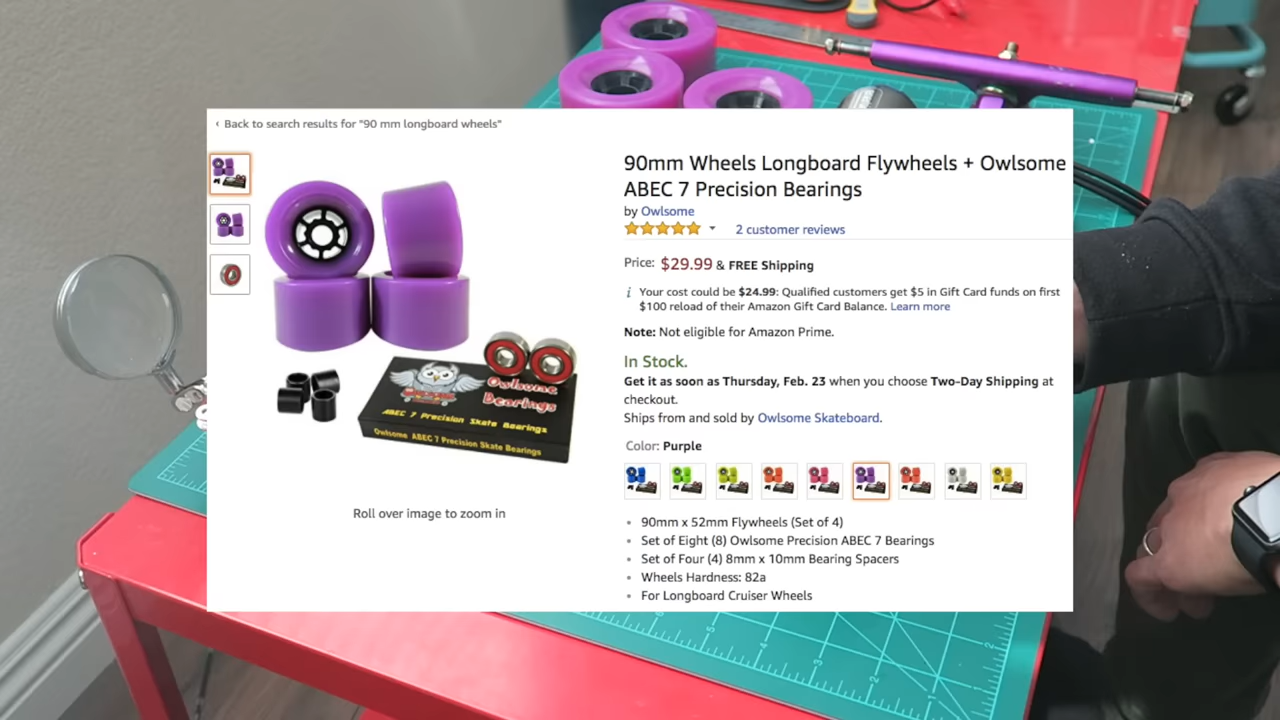 ‹ Back to search results for "90 mm longboard wheels"
90mm Wheels Longboard Flywheels + Owlsome
ABEC 7 Precision Bearings
by Owlsome
2 customer reviews
Price: $29.99 & FREE Shipping
Your cost could be $24.99: Qualified customers get $5 in Gift Card funds on first
$100 reload of their Amazon Gift Card Balance. Learn more
Note: Not eligible for Amazon Prime.
In Stock.
Get it as soon as Thursday, Feb. 23 when you choose Two-Day Shipping at
checkout.
Ships from and sold by Owlsome Skateboard.
Color: Purple
90mm x 52mm Flywheels (Set of 4)
Set of Eight (8) Owlsome Precision ABEC 7 Bearings
Set of Four (4) 8mm x 10mm Bearing Spacers
Wheels Hardness: 82a
For Longboard Cruiser Wheels
Owlsome
Bearings
ABEC 7 Precision Skate Bearings
Owlsome ABEC 7 Precision Skate Bearings
Roll over image to zoom in